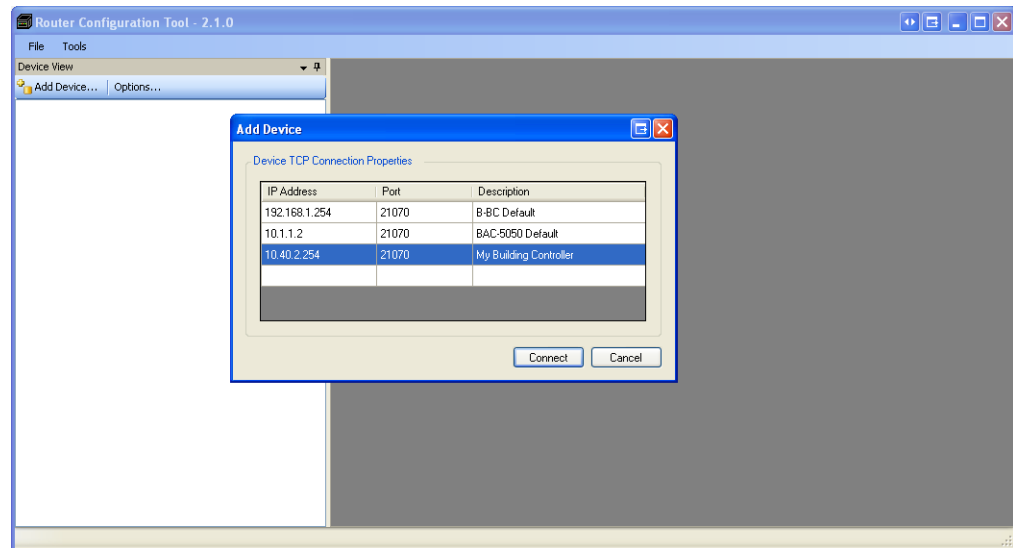 Router Configuration Tool - 2.1.0
File Tools
Device View
Add Device... Options...
Add Device
Device TCP Connection Properties
IP Address Port Description
192.168.1.254 21070 B-BC Default
10.1.1.2 21070 BAC-5050 Default
10.40.2.254 21070 My Building Controller
Connect Cancel